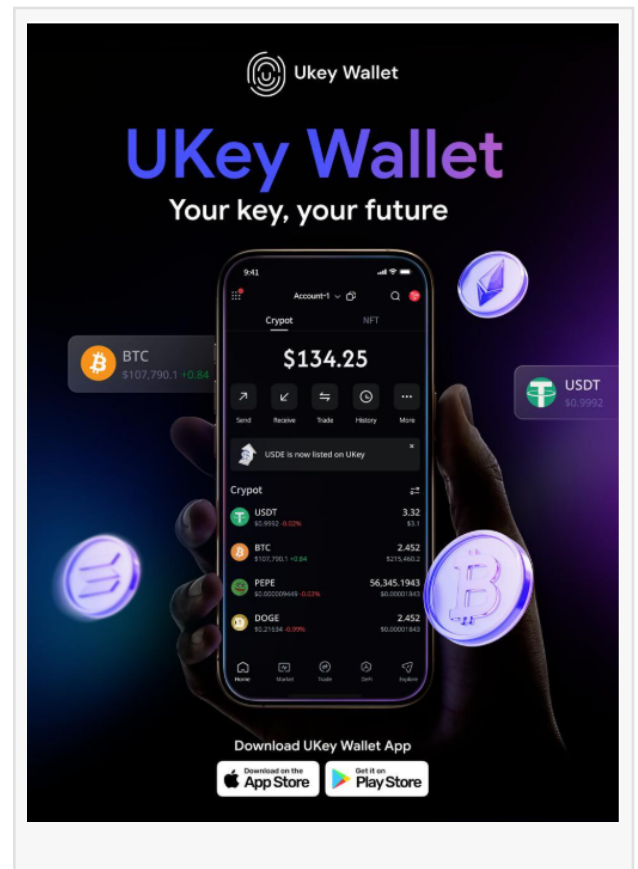 Ukey Wallet
UKey Wallet
Your key, your future
9:41
Account-1
Crypot NFT
$134.25
Send Receive Trade History More
USDE is now listed on UKey
Crypot
USDT 3.32
$0.9992 -0.02% $3.1
BTC 2.452
$107,790.1 +0.84 $215,460.2
PEPE 56,345.1943
$0.000009449 -0.02% $0.00001843
DOGE 2.452
$0.21634 -0.99% $0.00001843
Home Market Trade DeFi Explore
BTC
$107,790.1 +0.84
USDT
$0.9992
Download UKey Wallet App
Download on the
App Store
Get it on
Play Store